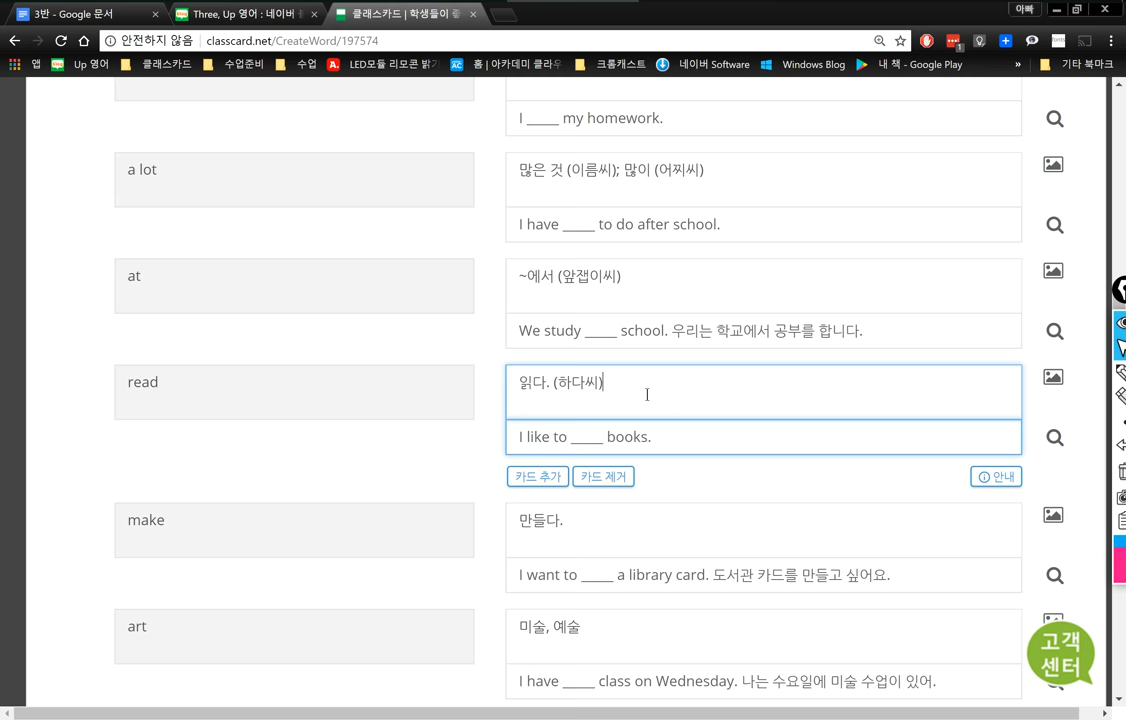 3반 - Google 문서
Three, Up 영어 : 네이버
클래스카드 | 학생들이
아빠
안전하지 않음
classcard.net/CreateWord/197574
1
앱
Up 영어
클래스카드
수업준비
수업
LED모듈 리모콘 밝기
홈 | 아카데미 클라우
크롬캐스트
네이버 Software
Windows Blog
내 책 - Google Play
»
기타 북마크
I _____ my homework.
a lot
많은 것 (이름씨); 많이 (어찌씨)
I have _____ to do after school.
at
~에서 (앞잽이씨)
We study _____ school. 우리는 학교에서 공부를 합니다.
read
읽다. (하다씨)
I like to _____ books.
카드 추가
카드 제거
안내
make
만들다.
I want to _____ a library card. 도서관 카드를 만들고 싶어요.
art
미술, 예술
I have _____ class on Wednesday. 나는 수요일에 미술 수업이 있어.
고객
센터